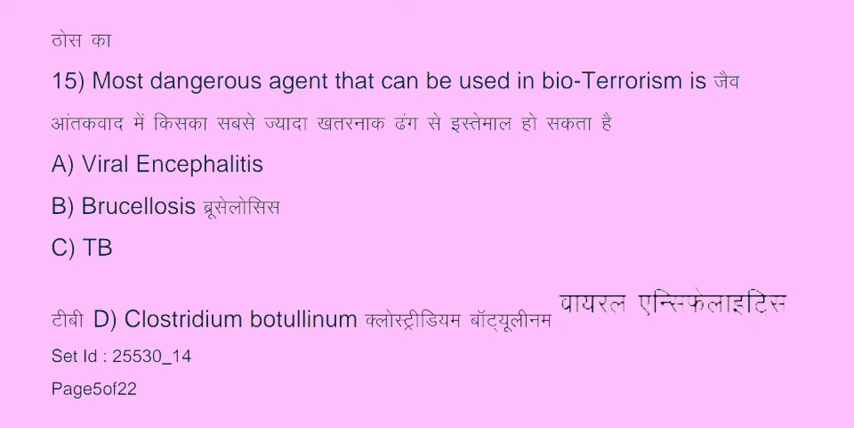 ठोस का
15) Most dangerous agent that can be used in bio-Terrorism is जैव
आंतकवाद में किसका सबसे ज्यादा खतरनाक ढंग से इस्तेमाल हो सकता है
A) Viral Encephalitis
B) Brucellosis ब्रूसेलोसिस
C) TB
टीबी D) Clostridium botullinum क्लोस्ट्रीडियम बॉट्यूलीनम वायरल एन्सिफेलाइटिस
Set Id : 25530_14
Page5of22